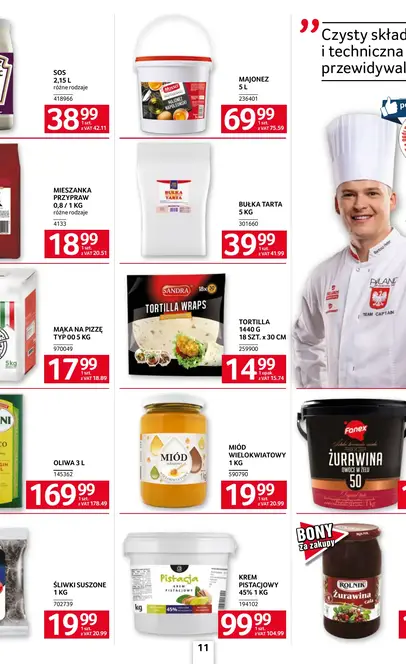 SOS
2,15 L
różne rodzaje
418966
38 99
1 szt.
z VAT 42.11
MAJONEZ
5 L
236401
69 99
1 szt.
z VAT 75.59
Czysty skład
i techniczna
przewidywal
MIESZANKA
PRZYPRAW
0,8 / 1 KG
różne rodzaje
4133
18 99
1 szt.
z VAT 20.51
BUŁKA
TARTA
BUŁKA TARTA
5 KG
301660
39 99
1 szt.
z VAT 41.99
POLAND
TEAM CAPTAIN
5kg
MĄKA NA PIZZĘ
TYP 00 5 KG
970049
17 99
1 szt.
z VAT 18.89
SANDRA
TORTILLA WRAPS
TORTILLA
1440 G
18 SZT. x 30 CM
259900
14 99
1 opak.
z VAT 15.74
OLIWA 3 L
145362
169 99
1 szt.
z VAT 178.49
MIÓD
MIÓD
WIELOKWIATOWY
1 KG
590790
19 99
1 szt.
z VAT 20.99
Fanex
ŻURAWINA
OWOCE W ŻELU
50
ŚLIWKI SUSZONE
1 KG
702739
19 99
1 szt.
z VAT 20.99
Pistacja
KREM
PISTACJOWY
45%
KREM
PISTACJOWY
45% 1 KG
194102
99 99
1 szt.
z VAT 104.99
BONY
Za zakupy
ROLNIK
Żurawina
cała
11